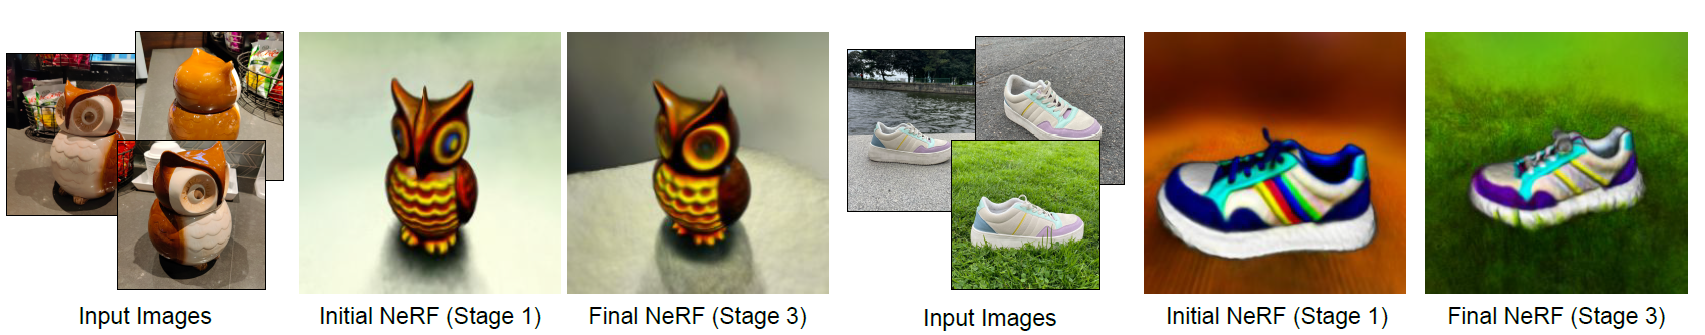 Input Images
Initial NeRF (Stage 1)
Final NeRF (Stage 3)
Input Images
Initial NeRF (Stage 1)
Final NeRF (Stage 3)